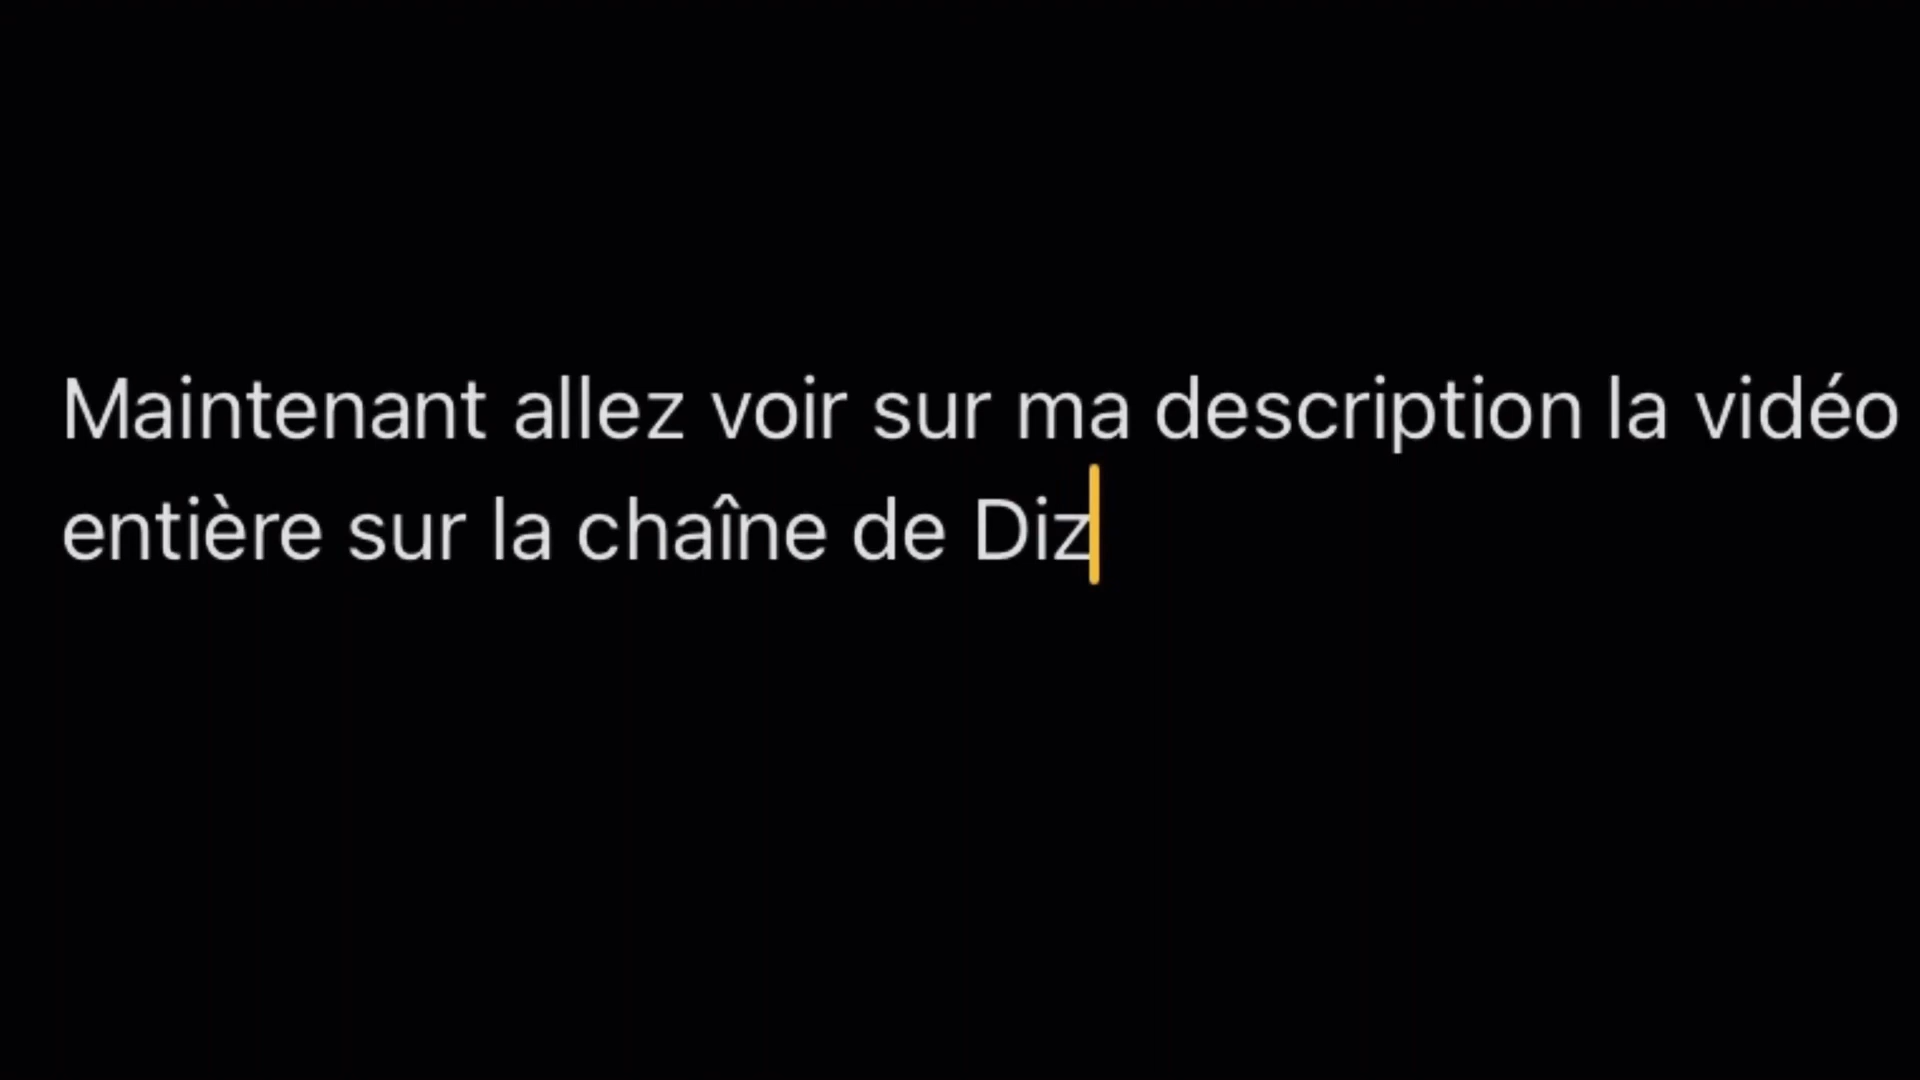 Maintenant allez voir sur ma description la vidéo
entière sur la chaîne de Diz